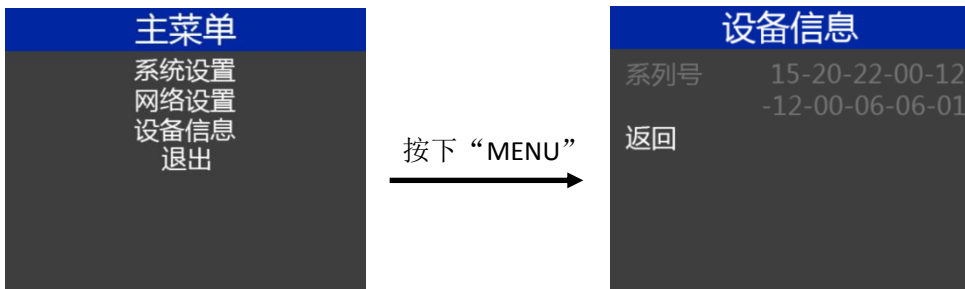 主菜单
系统设置
网络设置
设备信息
退出
按下“MENU”
设备信息
系列号 15-20-22-00-12
-12-00-06-06-01
返回